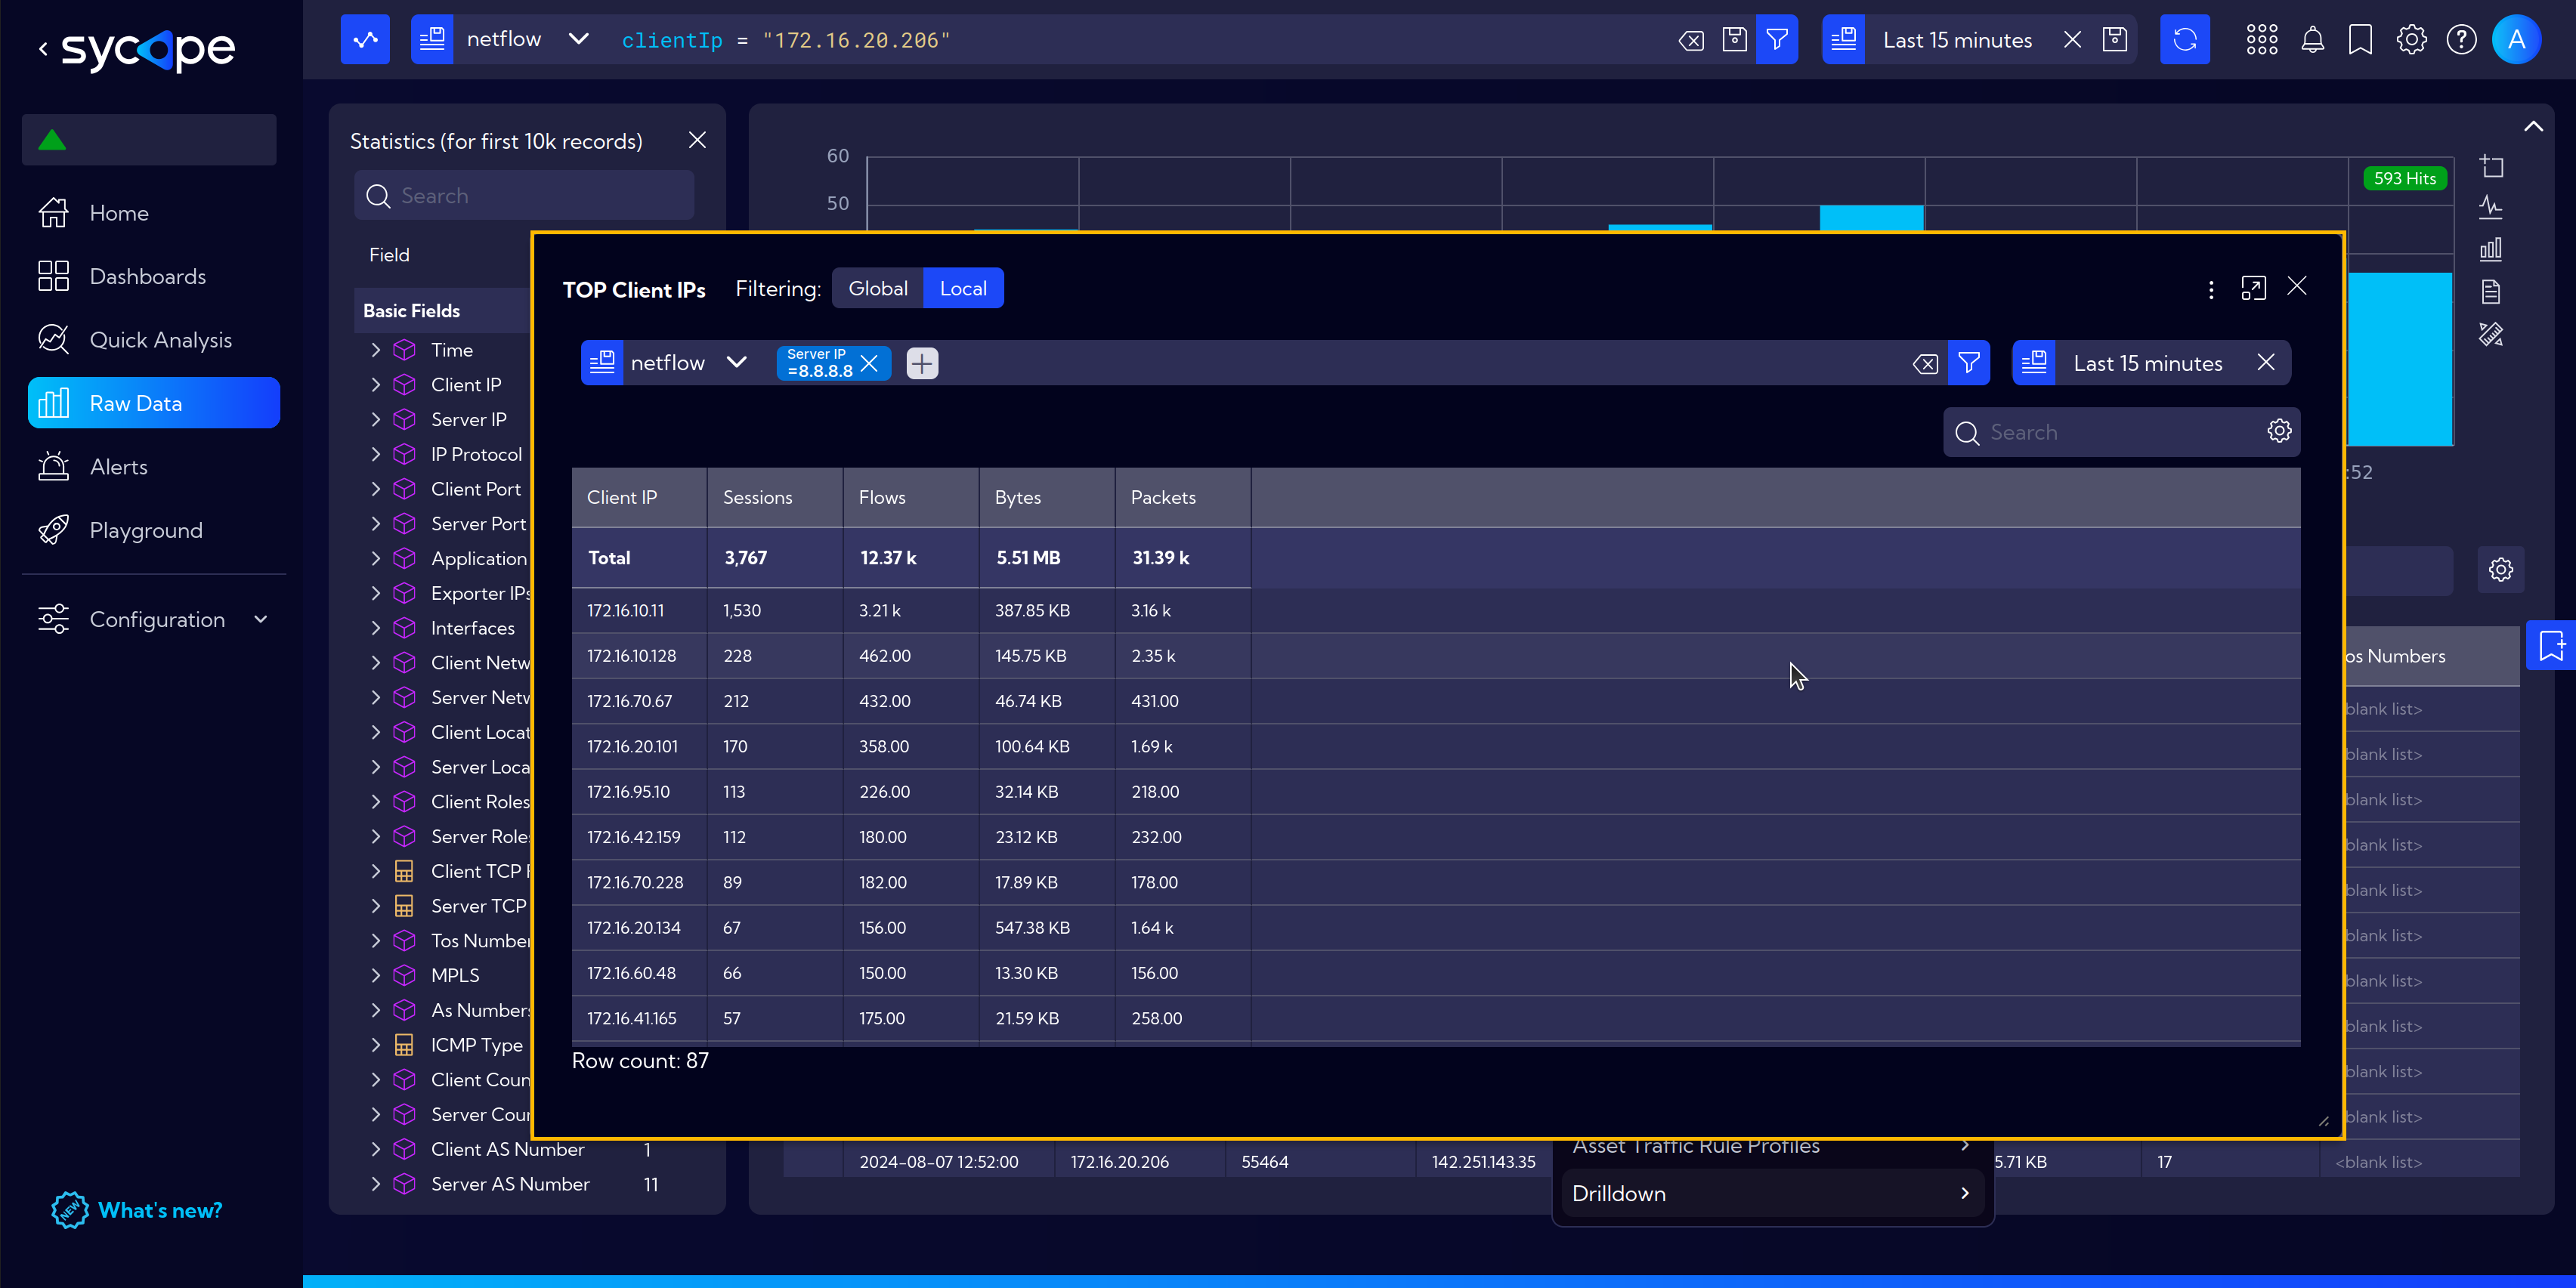 sycope
netflow
clientIp = "172.16.20.206"
Last 15 minutes
A
Home
Dashboards
Quick Analysis
Raw Data
Alerts
Playground
Configuration
NEW
What's new?
Statistics (for first 10k records)
Search
Field
Basic Fields
Time
Client IP
Server IP
IP Protocol
Client Port
Server Port
Application
Exporter IPs
Interfaces
Client Netw
Server Netw
Client Locat
Server Loca
Client Roles
Server Role
Client TCP F
Server TCP
Tos Number
MPLS
As Numbers
ICMP Type
Client Coun
Server Cour
Client AS Number 1
Server AS Number 11
60
50
593 Hits
:52
TOP Client IPs Filtering: Global Local
netflow
Server IP
=8.8.8.8
Last 15 minutes
Search
Client IP Sessions Flows Bytes Packets
Total 3,767 12.37 k 5.51 MB 31.39 k
172.16.10.11 1,530 3.21 k 387.85 KB 3.16 k
172.16.10.128 228 462.00 145.75 KB 2.35 k
172.16.70.67 212 432.00 46.74 KB 431.00
172.16.20.101 170 358.00 100.64 KB 1.69 k
172.16.95.10 113 226.00 32.14 KB 218.00
172.16.42.159 112 180.00 23.12 KB 232.00
172.16.70.228 89 182.00 17.89 KB 178.00
172.16.20.134 67 156.00 547.38 KB 1.64 k
172.16.60.48 66 150.00 13.30 KB 156.00
172.16.41.165 57 175.00 21.59 KB 258.00
Row count: 87
os Numbers
blank list>
blank list>
blank list>
blank list>
blank list>
blank list>
blank list>
blank list>
blank list>
blank list>
Asset Traffic Rule Profiles
2024-08-07 12:52:00 172.16.20.206 55464 142.251.143.35 5.71 KB 17 <blank list>
Drilldown